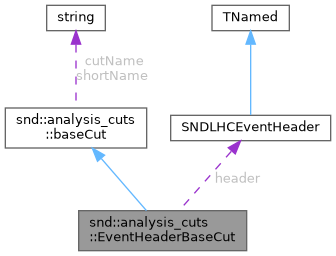 string
TNamed
cutName
shortName
snd::analysis_cuts
::baseCut
SNDLHCEventHeader
header
snd::analysis_cuts
::EventHeaderBaseCut